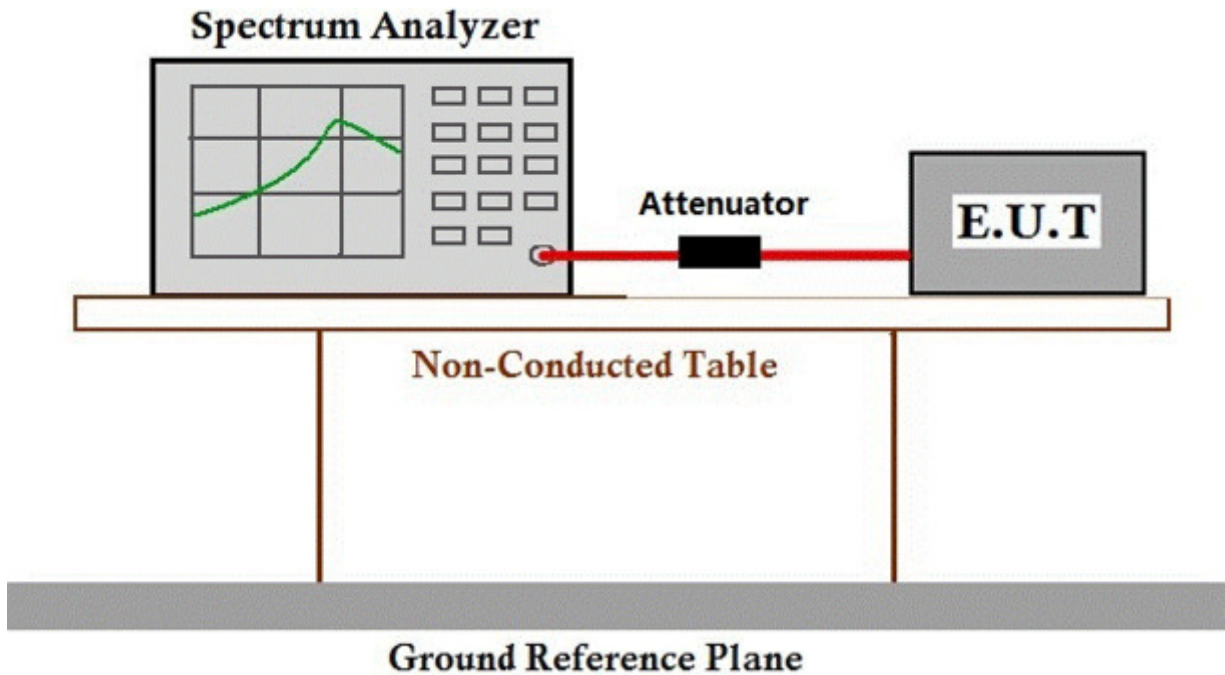 Spectrum Analyzer
Attenuator
E.U.T
Non-Conducted Table
Ground Reference Plane